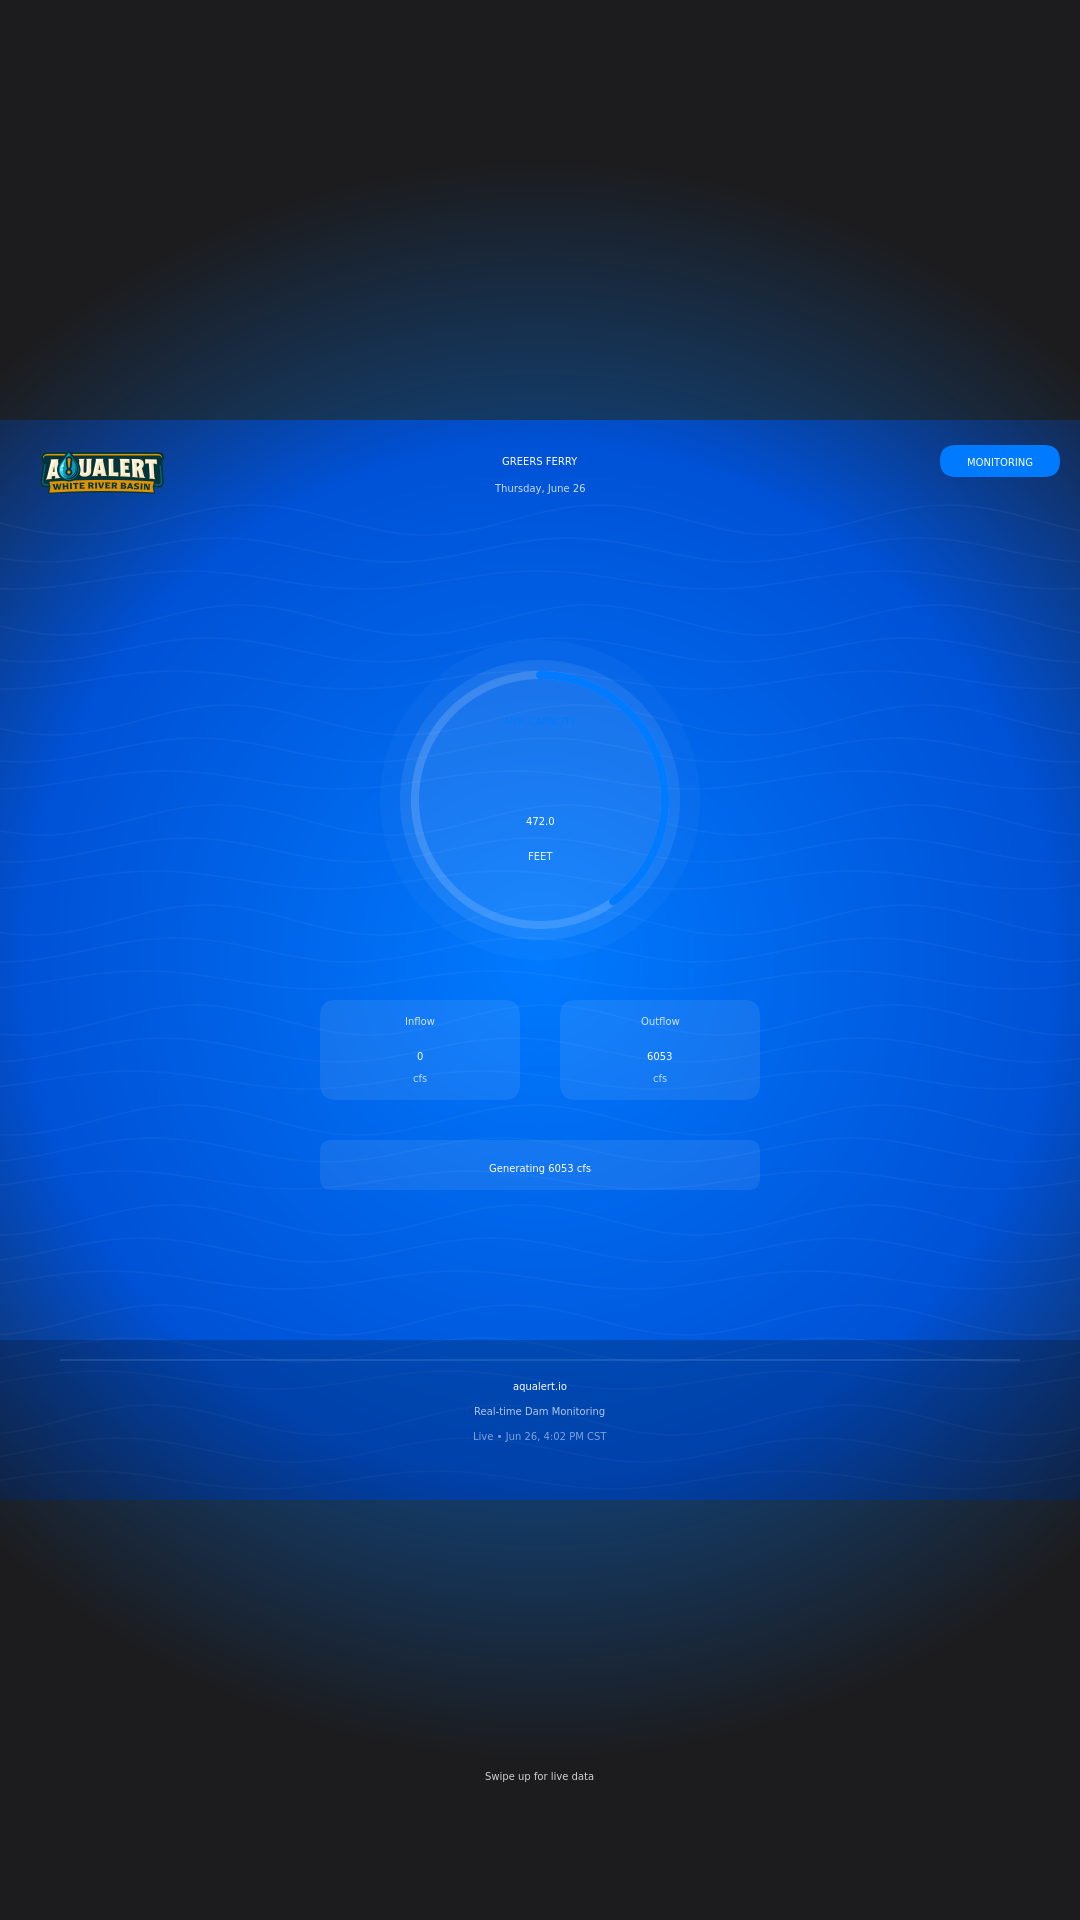 AQUALERT
WHITE RIVER BASIN
GREERS FERRY
Thursday, June 26
MONITORING
472.0
FEET
Inflow
0
cfs
Outflow
6053
cfs
Generating 6053 cfs
aqualert.io
Real-time Dam Monitoring
Live • Jun 26, 4:02 PM CST
Swipe up for live data